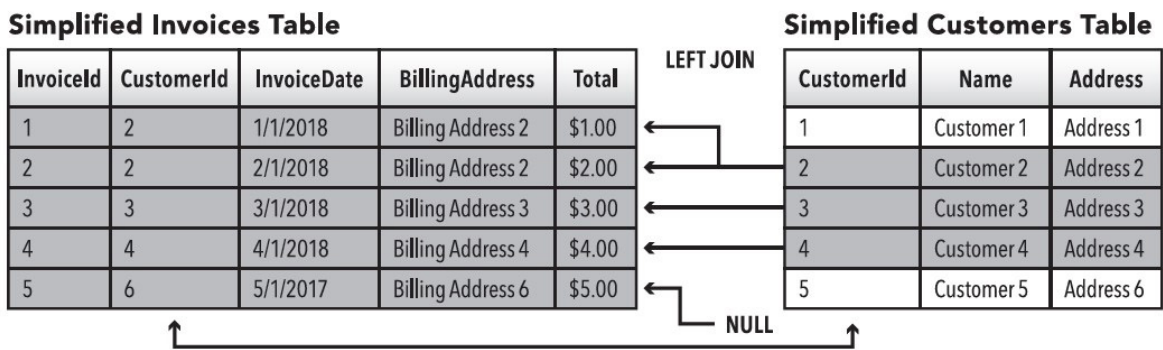 Simplified Invoices Table
InvoiceId CustomerId InvoiceDate BillingAddress Total
1 2 1/1/2018 Billing Address 2 $1.00
2 2 2/1/2018 Billing Address 2 $2.00
3 3 3/1/2018 Billing Address 3 $3.00
4 4 4/1/2018 Billing Address 4 $4.00
5 6 5/1/2017 Billing Address 6 $5.00
LEFT JOIN
NULL
Simplified Customers Table
CustomerId Name Address
1 Customer 1 Address 1
2 Customer 2 Address 2
3 Customer 3 Address 3
4 Customer 4 Address 4
5 Customer 5 Address 6